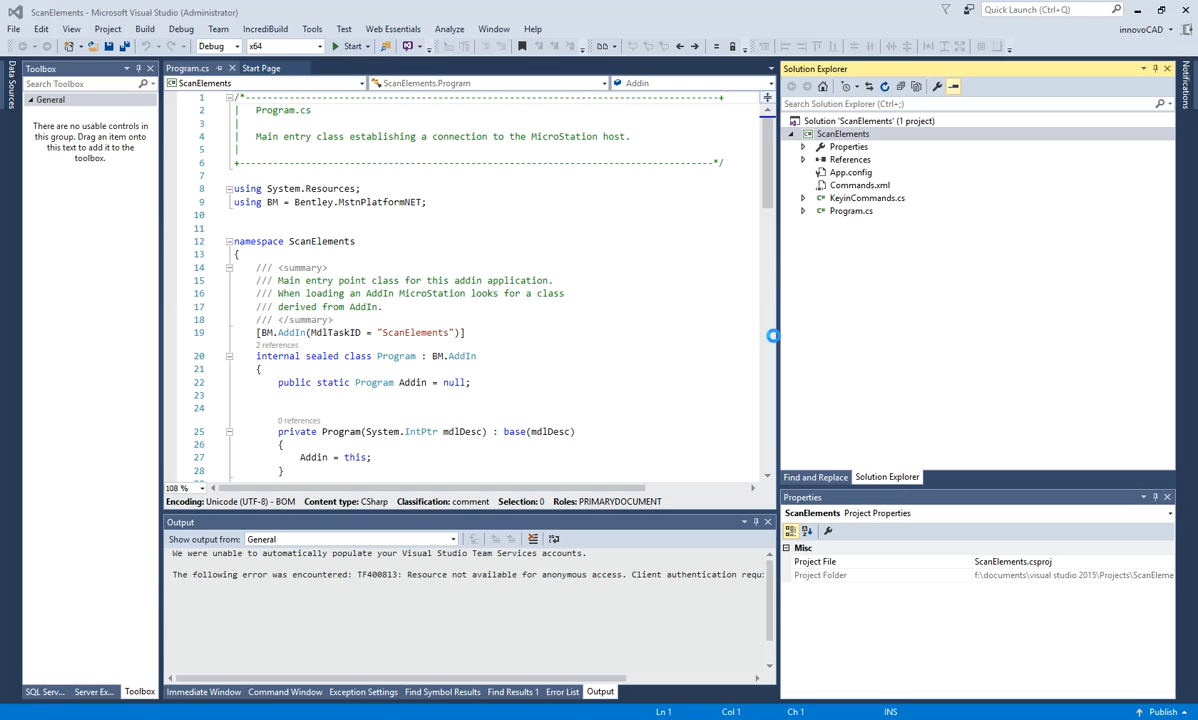 ScanElements - Microsoft Visual Studio (Administrator)
Quick Launch (Ctrl+Q)
File Edit View Project Build Debug Team IncrediBuild Tools Test Web Essentials Analyze Window Help
innovoCAD
Debug x64 Start
Data Sources
Toolbox
Search Toolbox
General
There are no usable controls in
this group. Drag an item onto
this text to add it to the
toolbox.
SQL Serv... Server Ex... Toolbox
Program.cs Start Page
ScanElements ScanElements.Program Addin
1 /*------------------------------------------------------------------------+
2 | Program.cs
3 |
4 | Main entry class establishing a connection to the MicroStation host.
5 |
6 +------------------------------------------------------------------------*/
7
8 using System.Resources;
9 using BM = Bentley.MstnPlatformNET;
10
11
12 namespace ScanElements
13 {
14 /// <summary>
15 /// Main entry point class for this addin application.
16 /// When loading an AddIn MicroStation looks for a class
17 /// derived from AddIn.
18 /// </summary>
19 [BM.AddIn(MdlTaskID = "ScanElements")]
2 references
20 internal sealed class Program : BM.AddIn
21 {
22 public static Program Addin = null;
23
24
0 references
25 private Program(System.IntPtr mdlDesc) : base(mdlDesc)
26 {
27 Addin = this;
28 }
108 %
Encoding: Unicode (UTF-8) - BOM Content type: CSharp Classification: comment Selection: 0 Roles: PRIMARYDOCUMENT
Output
Show output from: General
We were unable to automatically populate your Visual Studio Team Services accounts.
The following error was encountered: TF400813: Resource not available for anonymous access. Client authentication requi
Immediate Window Command Window Exception Settings Find Symbol Results Find Results 1 Error List Output
Solution Explorer
Search Solution Explorer (Ctrl+;)
Solution 'ScanElements' (1 project)
ScanElements
Properties
References
App.config
Commands.xml
KeyinCommands.cs
Program.cs
Find and Replace Solution Explorer
Properties
ScanElements Project Properties
Misc
Project File ScanElements.csproj
Project Folder f:\documents\visual studio 2015\Projects\ScanEleme
Notifications
Ln 1 Col 1 Ch 1 INS Publish